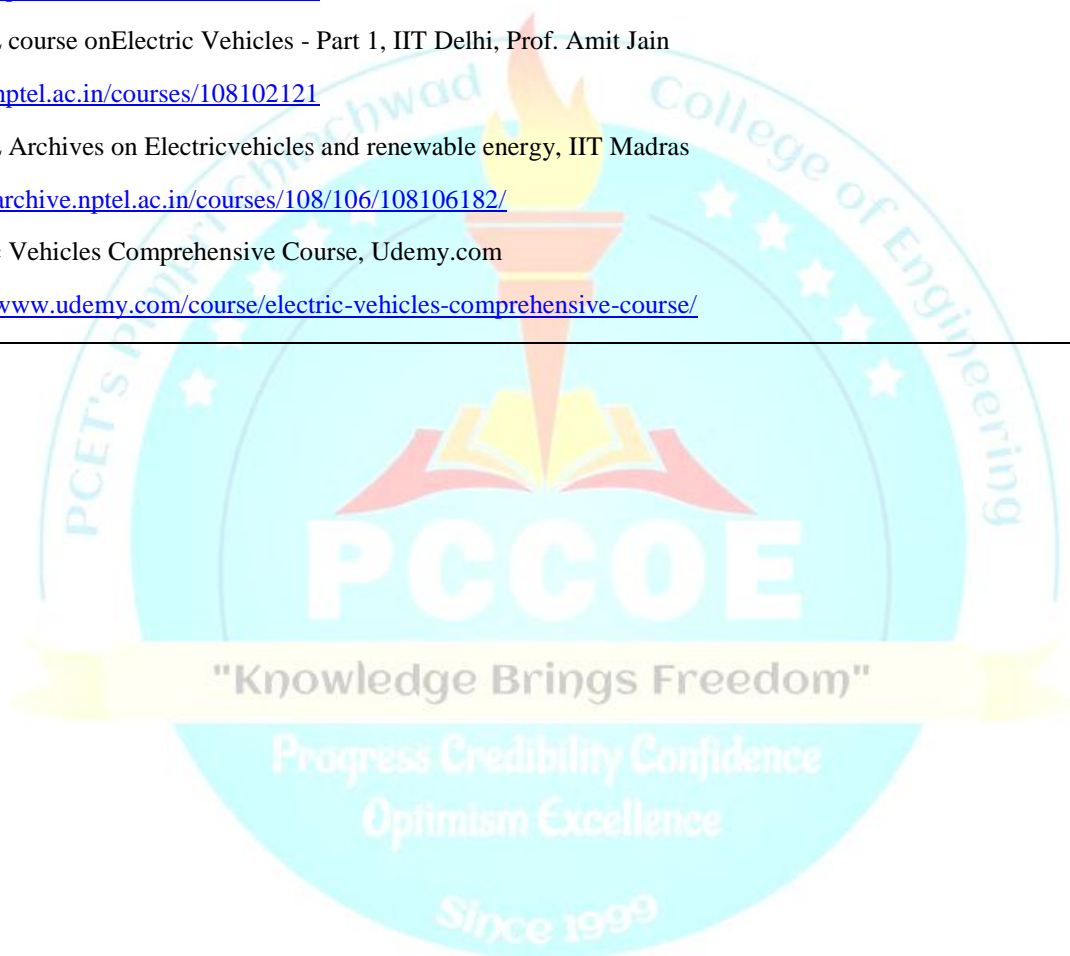 course onElectric Vehicles - Part 1, IIT Delhi, Prof. Amit Jain
nptel.ac.in/courses/108102121
Archives on Electricvehicles and renewable energy, IIT Madras
archive.nptel.ac.in/courses/108/106/108106182/
Vehicles Comprehensive Course, Udemy.com
www.udemy.com/course/electric-vehicles-comprehensive-course/
PCET's Pimpri Chinchwad College of Engineering
PCCOE
"Knowledge Brings Freedom"
Progress Credibility Confidence
Optimism Excellence
Since 1999